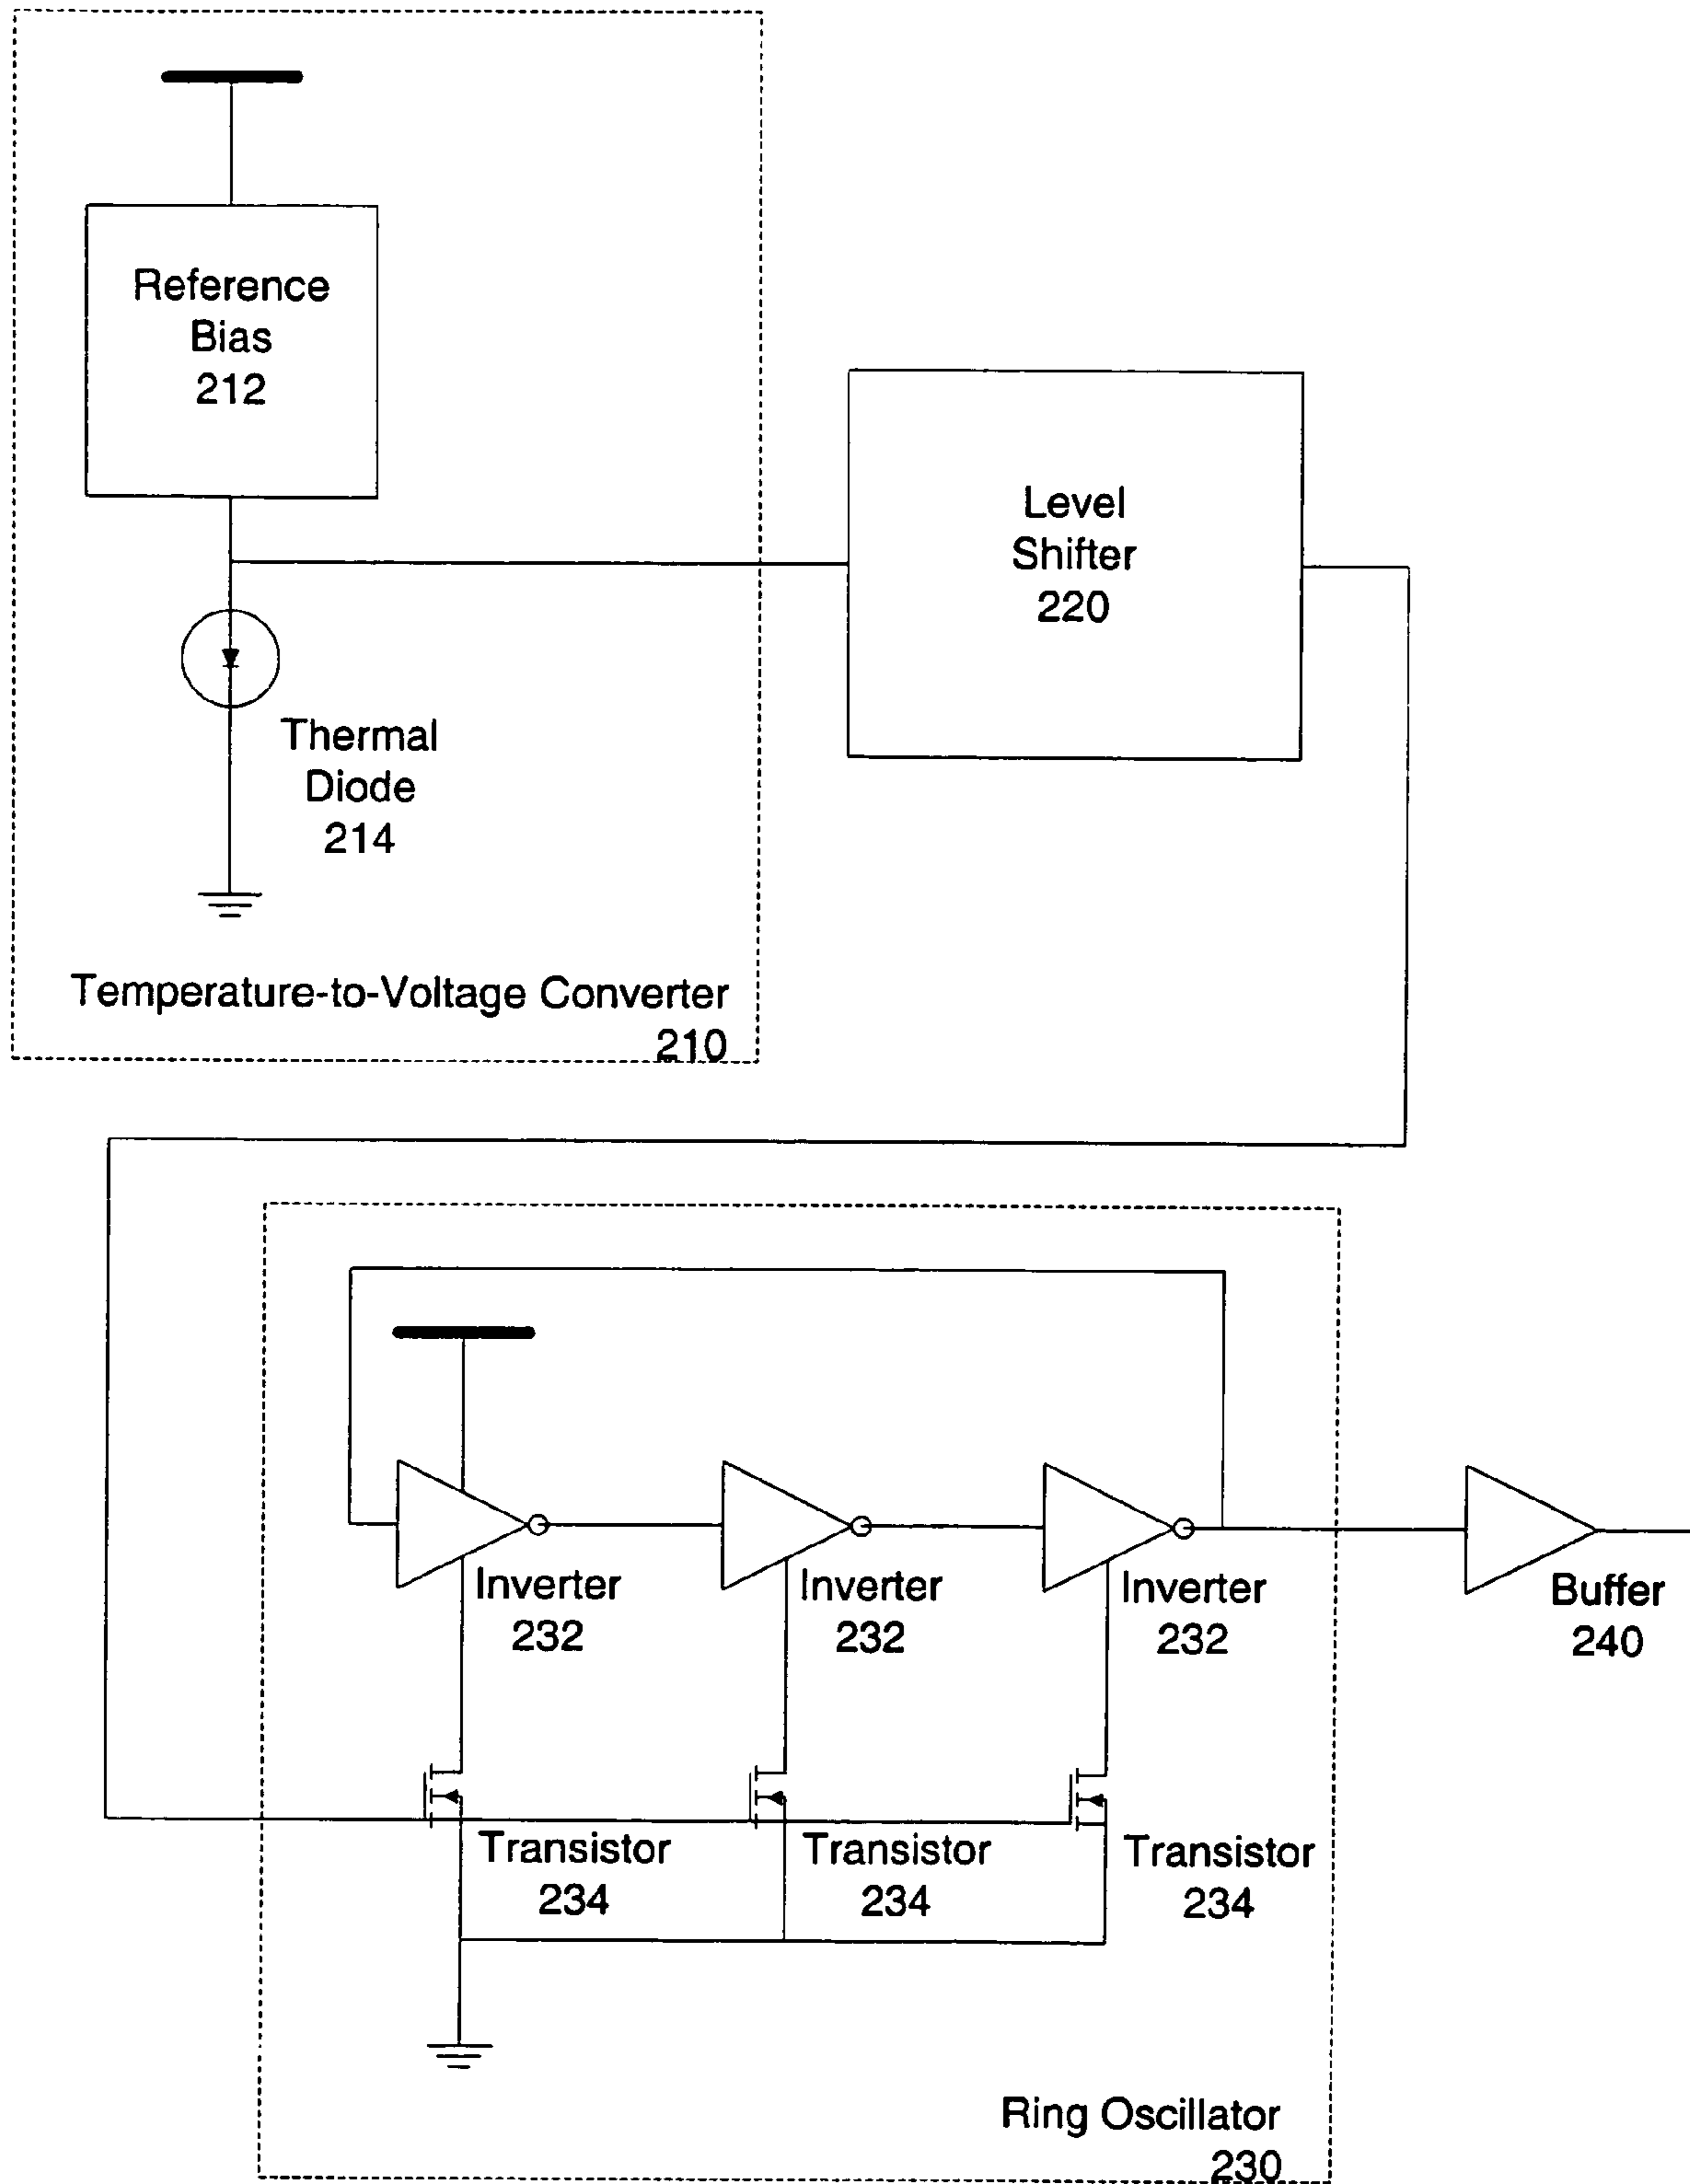 Reference
Bias
212
Level
Shifter
220
Thermal
Diode
214
Temperature-to-Voltage Converter
210
Inverter
232
Inverter
232
Inverter
232
Buffer
240
Transistor
234
Transistor
234
Transistor
234
Ring Oscillator
230